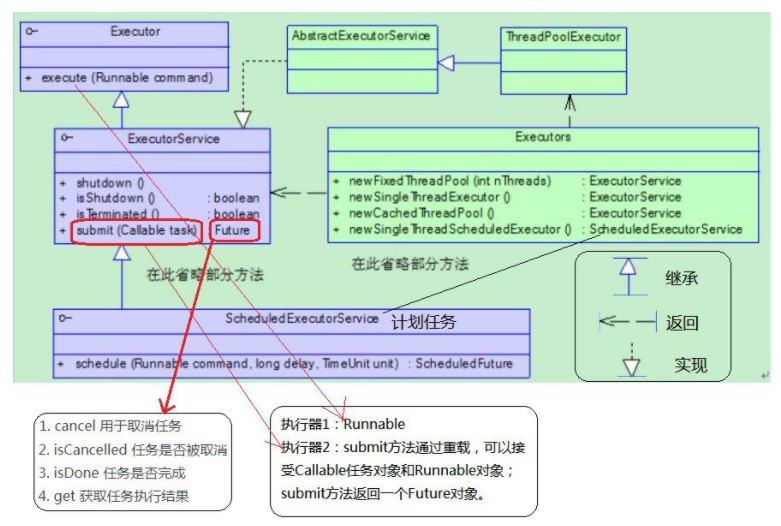 Executor
+ execute (Runnable command)
AbstractExecutorService
ThreadPoolExecutor
ExecutorService
+ shutdown ()
+ isShutdown () : boolean
+ isTerminated () : boolean
+ submit (Callable task) : Future
在此省略部分方法
Executors
+ newFixedThreadPool (int nThreads) : ExecutorService
+ newSingleThreadExecutor () : ExecutorService
+ newCachedThreadPool () : ExecutorService
+ newSingleThreadScheduledExecutor () : ScheduledExecutorService
在此省略部分方法
继承
返回
实现
ScheduledExecutorService 计划任务
+ schedule (Runnable command, long delay, TimeUnit unit) : ScheduledFuture
1. cancel 用于取消任务
2. isCancelled 任务是否被取消
3. isDone 任务是否完成
4. get 获取任务执行结果
执行器1：Runnable
执行器2：submit方法通过重载，可以接
受Callable任务对象和Runnable对象；
submit方法返回一个Future对象。